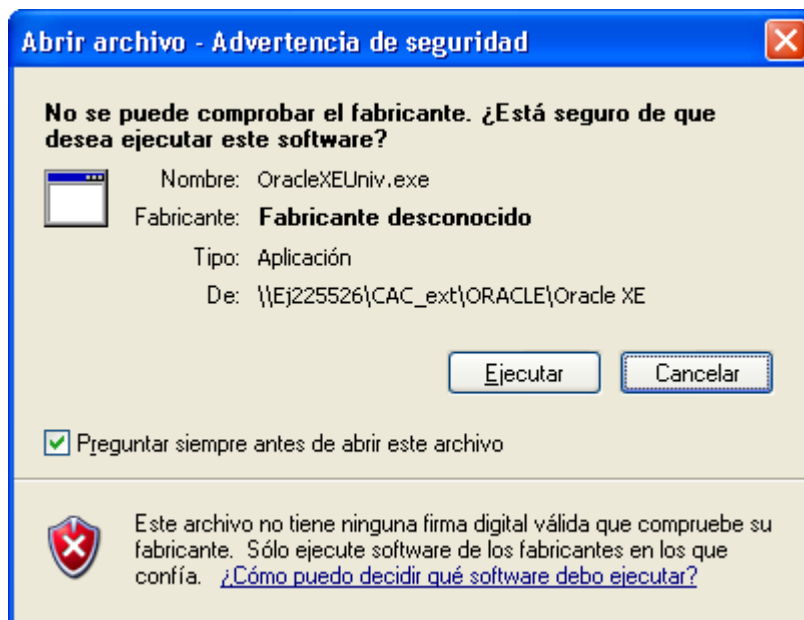 Abrir archivo - Advertencia de seguridad
No se puede comprobar el fabricante. ¿Está seguro de que
desea ejecutar este software?
Nombre: OracleXEUniv.exe
Fabricante: Fabricante desconocido
Tipo: Aplicación
De: \\Ej225526\CAC_ext\ORACLE\Oracle XE
Ejecutar Cancelar
Preguntar siempre antes de abrir este archivo
Este archivo no tiene ninguna firma digital válida que compruebe su
fabricante. Sólo ejecute software de los fabricantes en los que
confía. ¿Cómo puedo decidir qué software debo ejecutar?